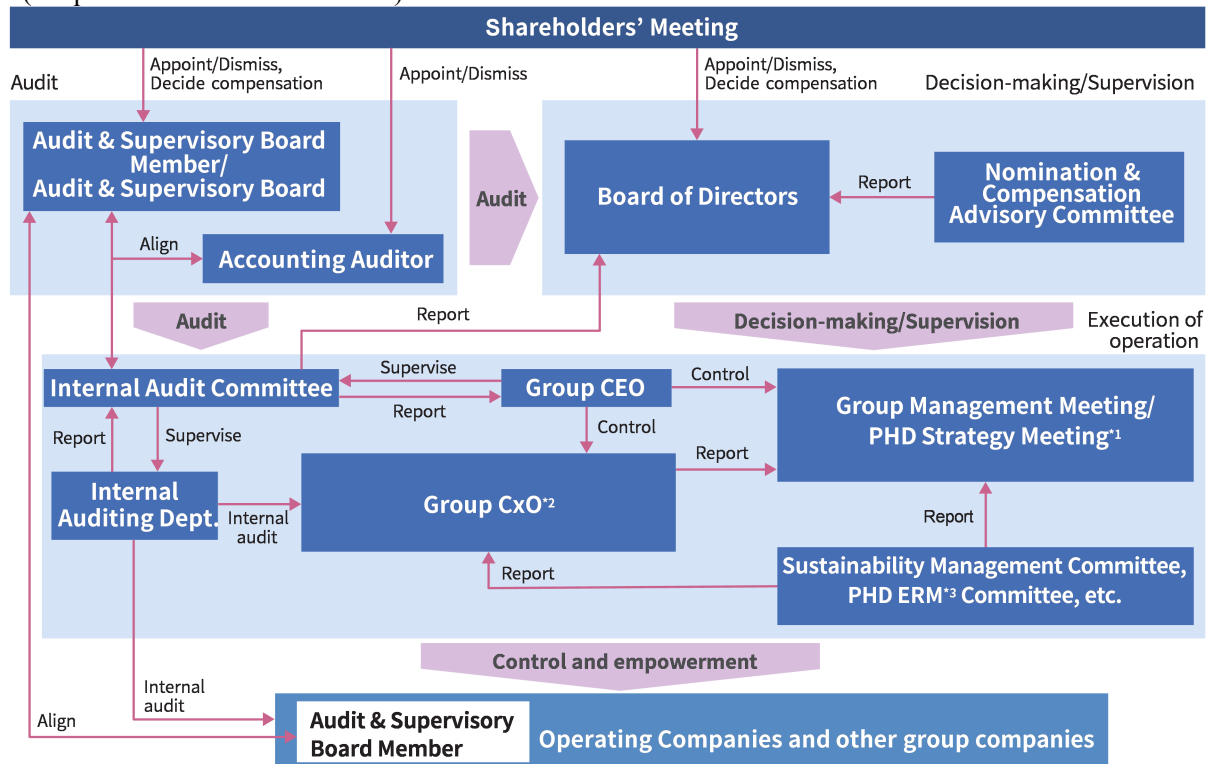 Shareholders' Meeting
Audit
Appoint/Dismiss,
Decide compensation
Appoint/Dismiss
Appoint/Dismiss,
Decide compensation
Decision-making/Supervision
Audit & Supervisory Board
Member/
Audit & Supervisory Board
Align
Accounting Auditor
Audit
Board of Directors
Report
Nomination &
Compensation
Advisory Committee
Audit
Report
Decision-making/Supervision
Execution of
operation
Internal Audit Committee
Supervise
Report
Group CEO
Control
Control
Group Management Meeting/
PHD Strategy Meeting*1
Report
Supervise
Internal
Auditing Dept.
Internal
audit
Group CxO*2
Report
Report
Report
Sustainability Management Committee,
PHD ERM*3 Committee, etc.
Control and empowerment
Internal
audit
Align
Audit & Supervisory
Board Member
Operating Companies and other group companies